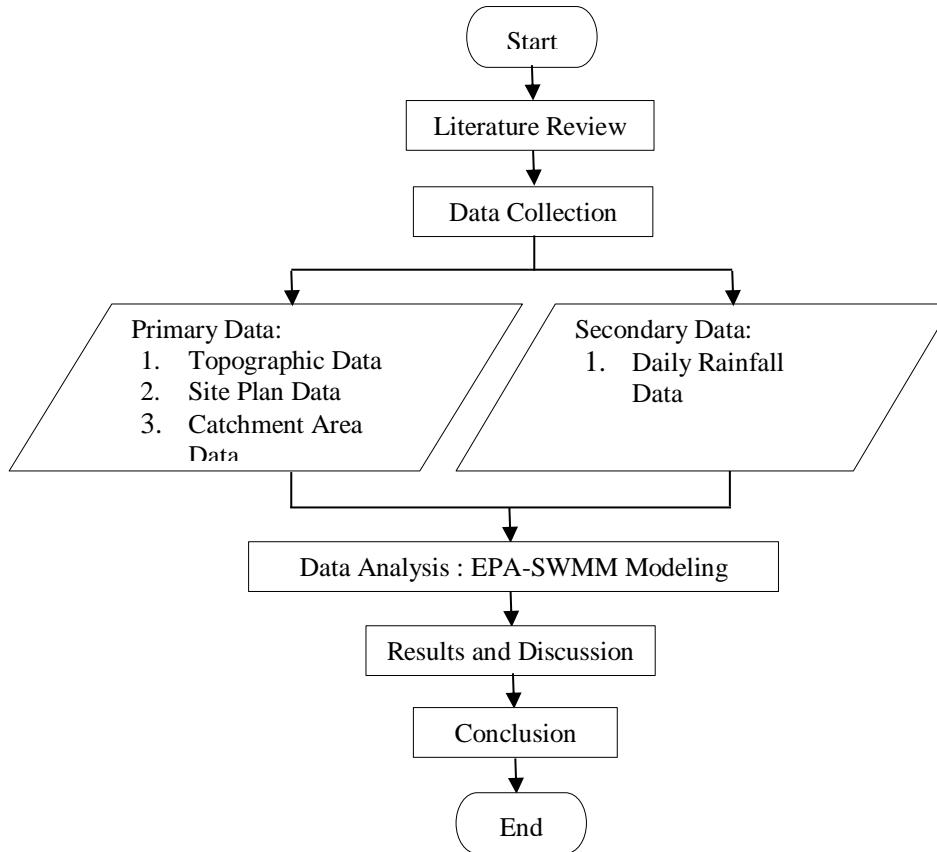 Start
Literature Review
Data Collection
Primary Data:
1. Topographic Data
2. Site Plan Data
3. Catchment Area
Data
Secondary Data:
1. Daily Rainfall
Data
Data Analysis : EPA-SWMM Modeling
Results and Discussion
Conclusion
End